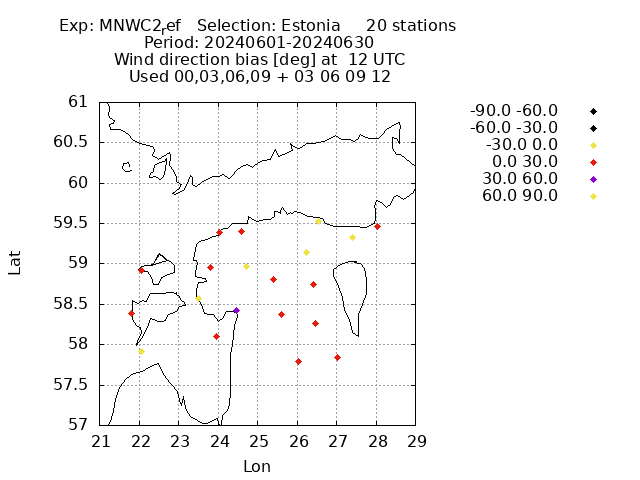 Exp: MNWC2ref   Selection: Estonia     20 stations
Period: 20240601-20240630
Wind direction bias [deg] at  12 UTC
Used 00,03,06,09 + 03 06 09 12
-90.0 -60.0
-60.0 -30.0
-30.0 0.0
0.0 30.0
30.0 60.0
60.0 90.0
61
60.5
60
59.5
59
58.5
58
57.5
57
Lat
21 22 23 24 25 26 27 28 29
Lon